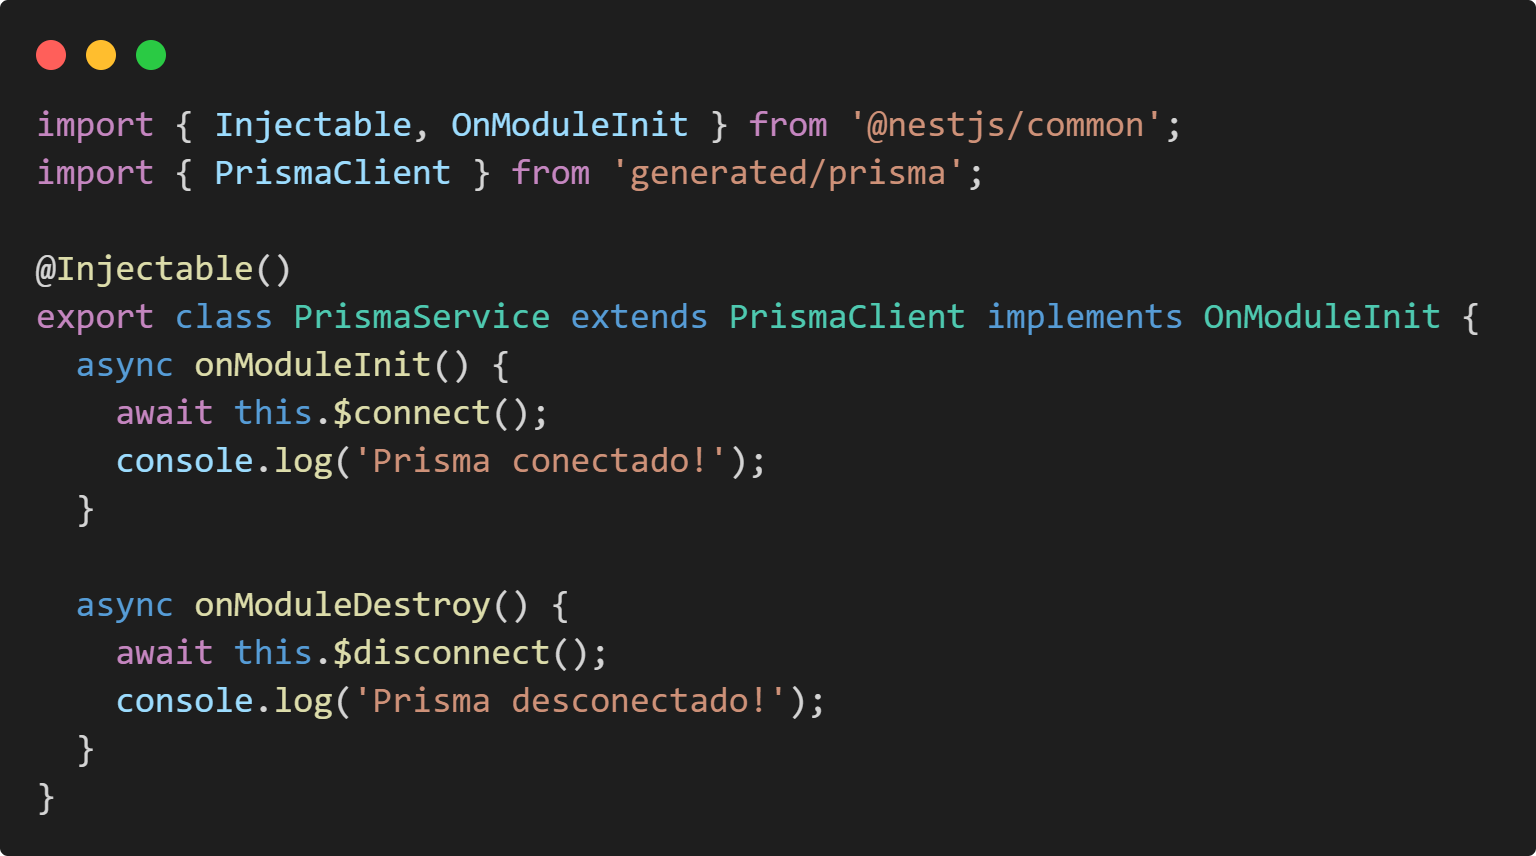 import { Injectable, OnModuleInit } from '@nestjs/common';
import { PrismaClient } from 'generated/prisma';

@Injectable()
export class PrismaService extends PrismaClient implements OnModuleInit {
  async onModuleInit() {
    await this.$connect();
    console.log('Prisma conectado!');
  }

  async onModuleDestroy() {
    await this.$disconnect();
    console.log('Prisma desconectado!');
  }
}